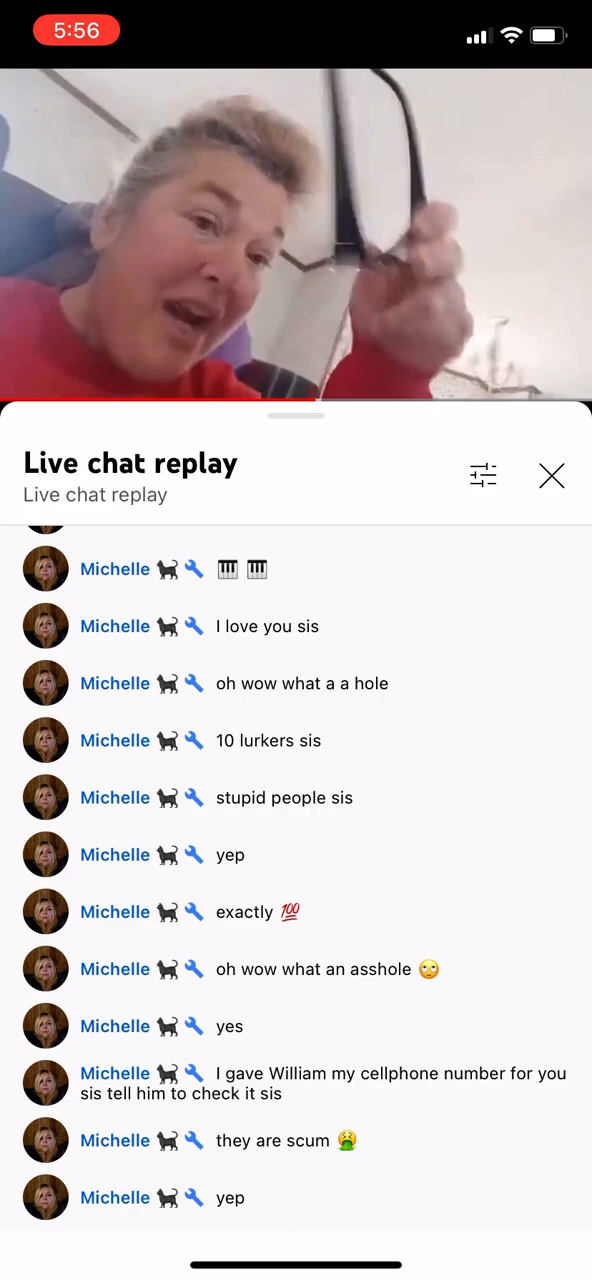 5:56
Live chat replay
Live chat replay
Michelle 🐈‍⬛ 🔧 🎹 🎹
Michelle 🐈‍⬛ 🔧 I love you sis
Michelle 🐈‍⬛ 🔧 oh wow what a a hole
Michelle 🐈‍⬛ 🔧 10 lurkers sis
Michelle 🐈‍⬛ 🔧 stupid people sis
Michelle 🐈‍⬛ 🔧 yep
Michelle 🐈‍⬛ 🔧 exactly 💯
Michelle 🐈‍⬛ 🔧 oh wow what an asshole 🙄
Michelle 🐈‍⬛ 🔧 yes
Michelle 🐈‍⬛ 🔧 I gave William my cellphone number for you
sis tell him to check it sis
Michelle 🐈‍⬛ 🔧 they are scum 🤮
Michelle 🐈‍⬛ 🔧 yep